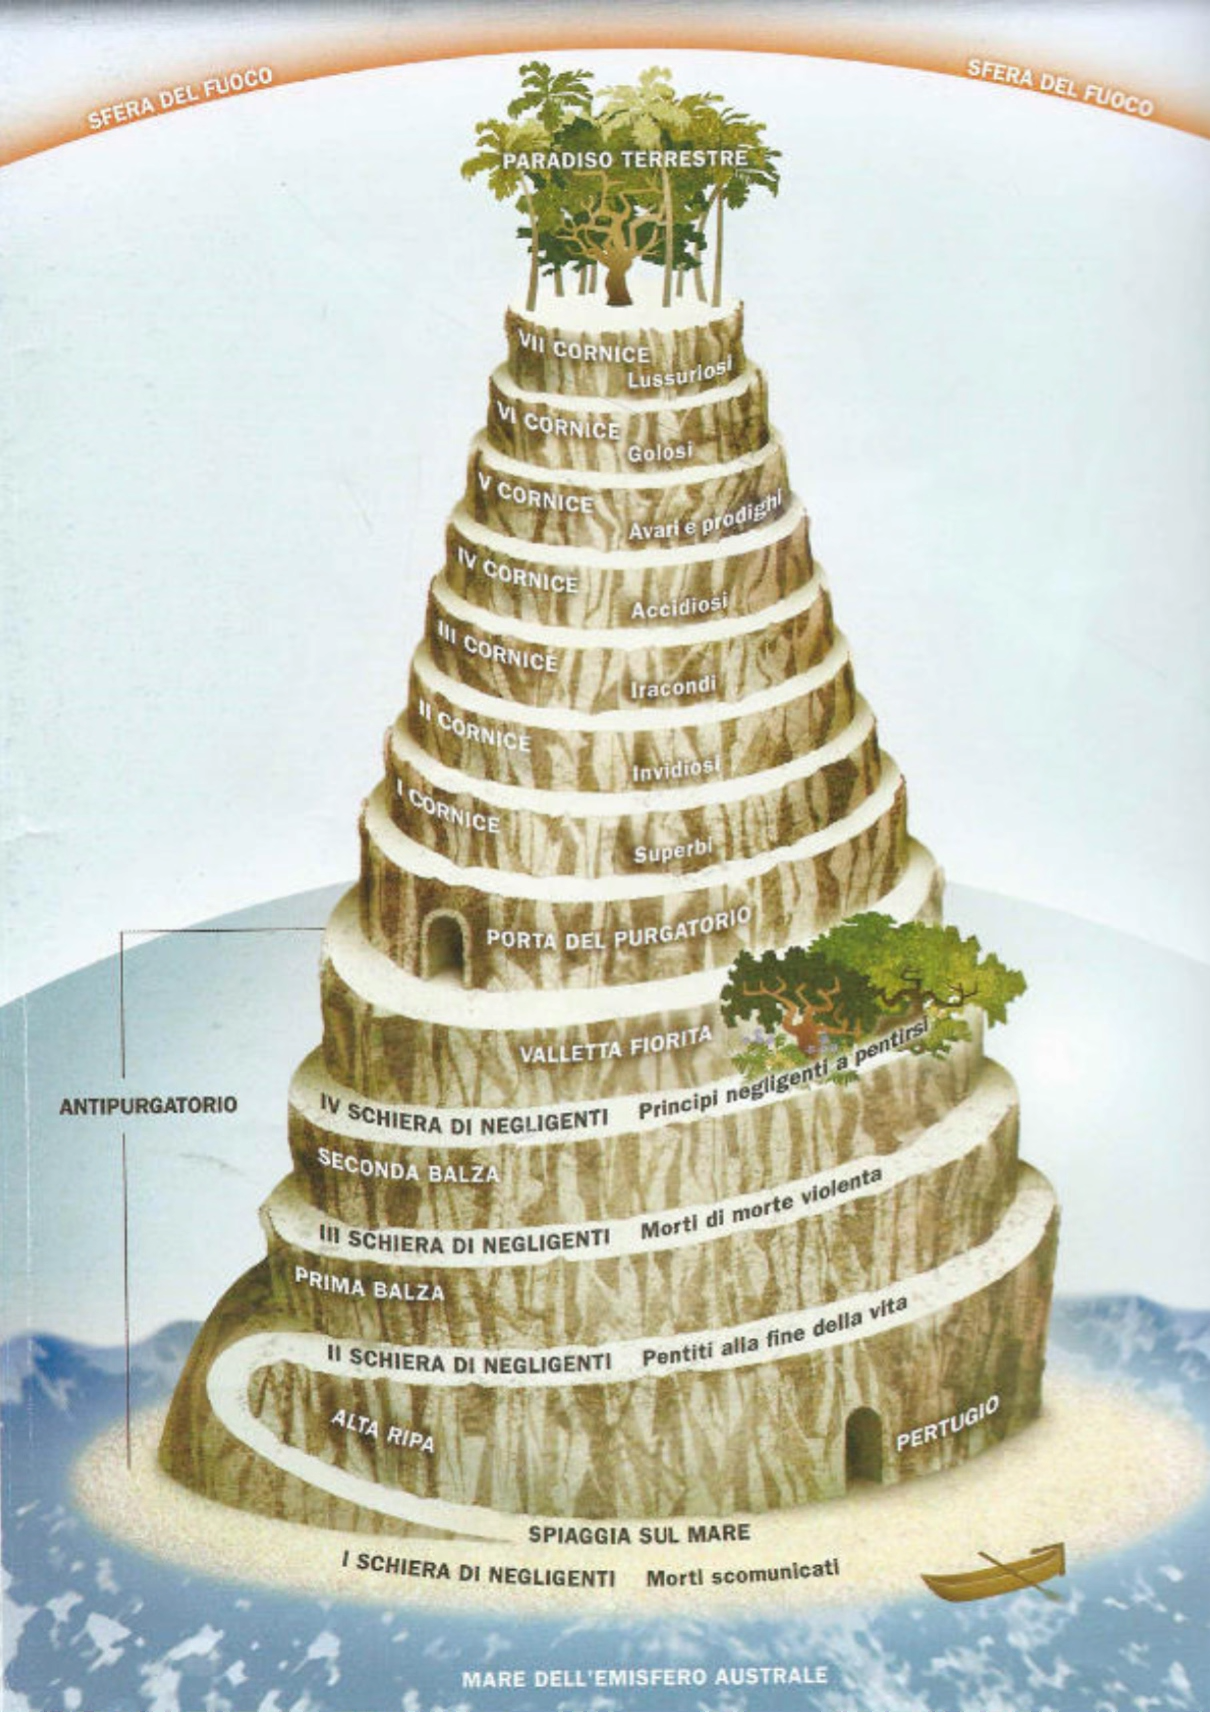 SFERA DEL FUOCO
SFERA DEL FUOCO
PARADISO TERRESTRE
VII CORNICE
Lussuriosi
VI CORNICE
Golosi
V CORNICE
Avari e prodighi
IV CORNICE
Accidiosi
III CORNICE
Iracondi
II CORNICE
Invidiosi
I CORNICE
Superbi
PORTA DEL PURGATORIO
VALLETTA FIORITA
ANTIPURGATORIO
IV SCHIERA DI NEGLIGENTI Principi negligenti a pentirsi
SECONDA BALZA
III SCHIERA DI NEGLIGENTI Morti di morte violenta
PRIMA BALZA
II SCHIERA DI NEGLIGENTI Pentiti alla fine della vita
ALTA RIPA
PERTUGIO
SPIAGGIA SUL MARE
I SCHIERA DI NEGLIGENTI Morti scomunicati
MARE DELL'EMISFERO AUSTRALE